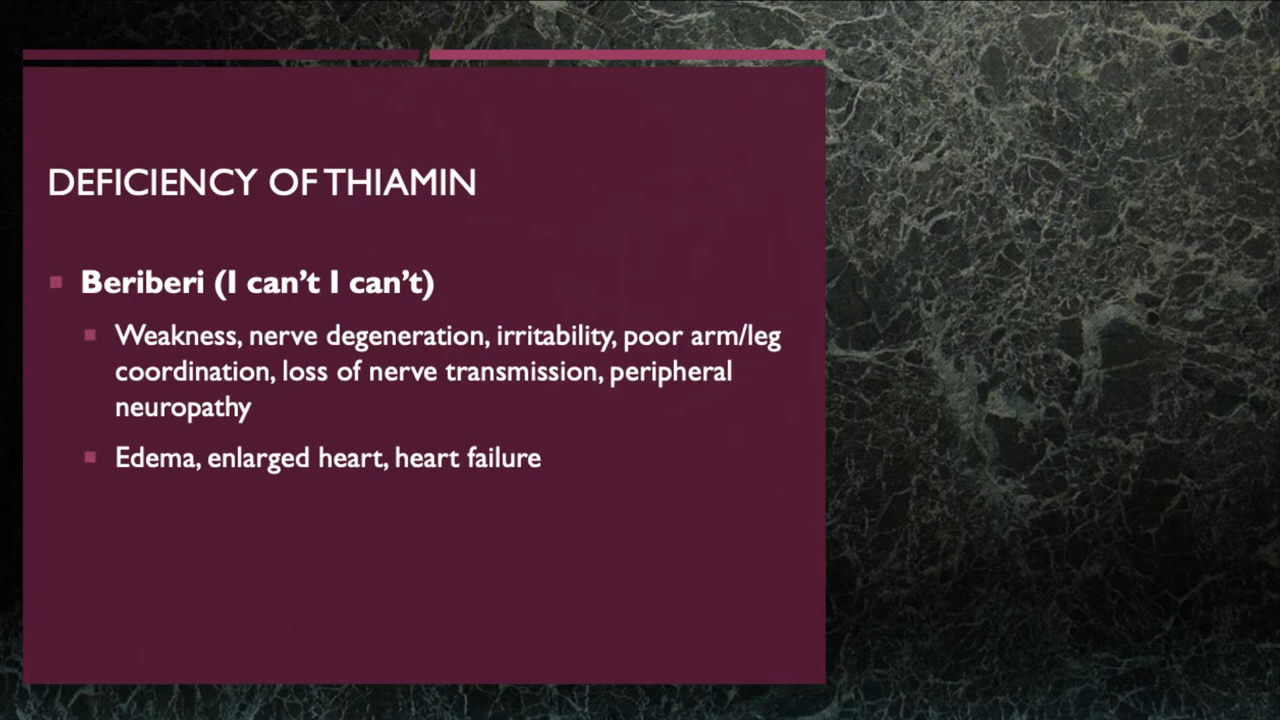 DEFICIENCY OF THIAMIN
Beriberi (I can't I can't)
Weakness, nerve degeneration, irritability, poor arm/leg
coordination, loss of nerve transmission, peripheral
neuropathy
Edema, enlarged heart, heart failure